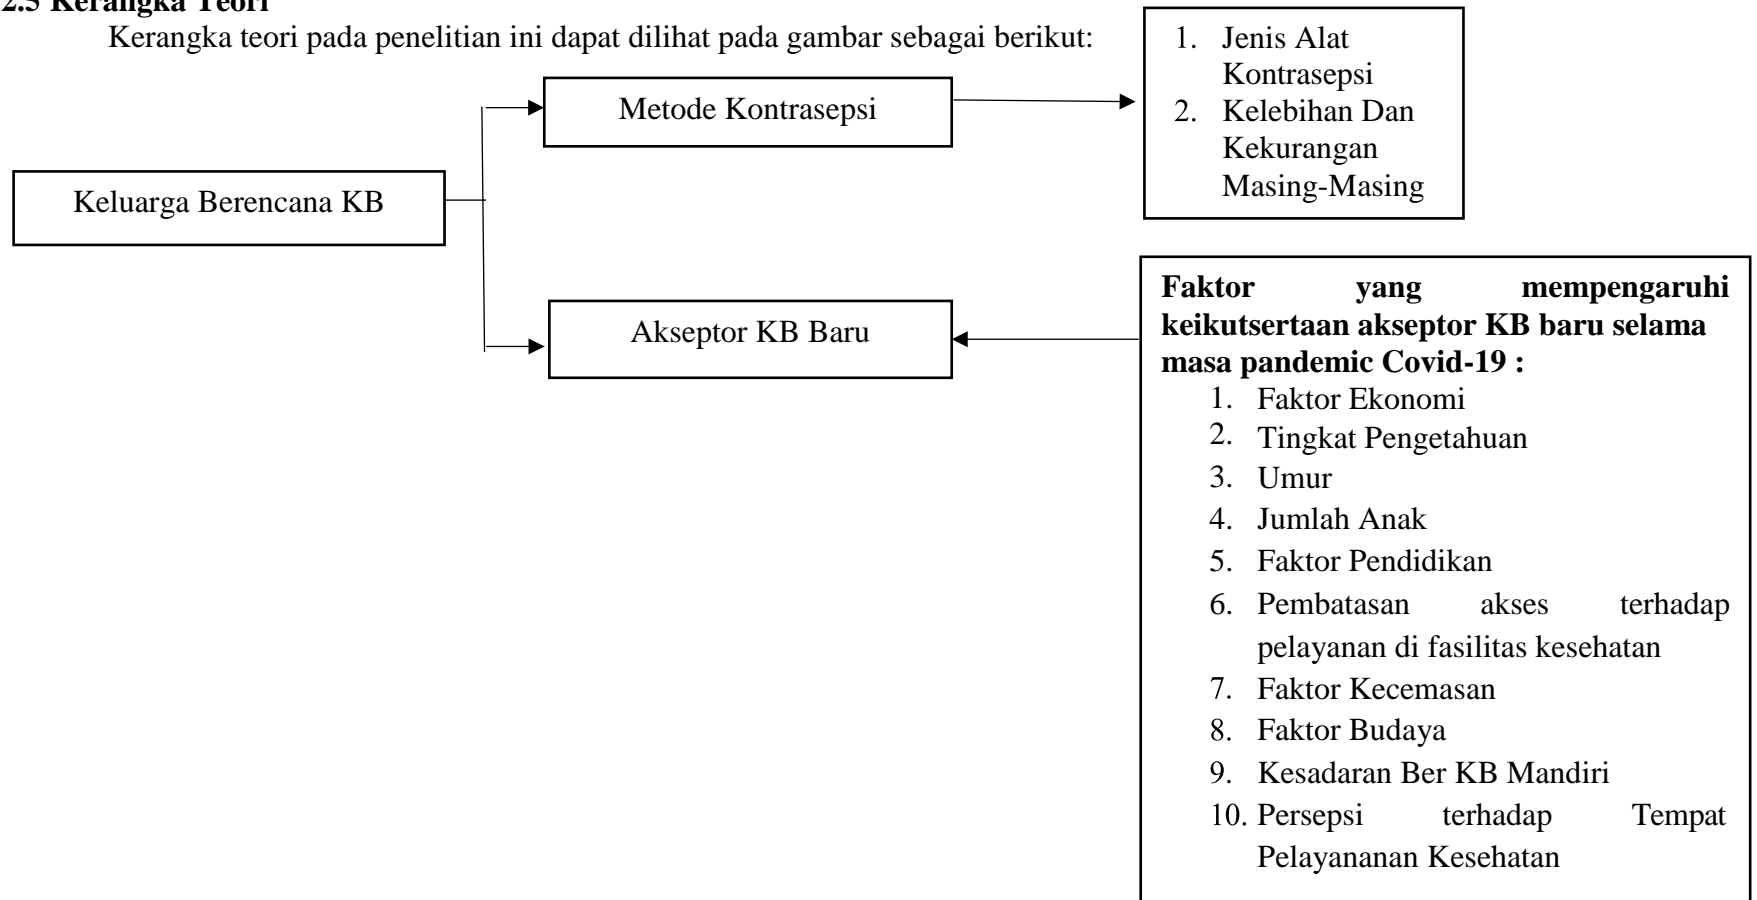 2.5 Kerangka Teori
Kerangka teori pada penelitian ini dapat dilihat pada gambar sebagai berikut:
Keluarga Berencana KB
Metode Kontrasepsi
1. Jenis Alat
Kontrasepsi
2. Kelebihan Dan
Kekurangan
Masing-Masing
Akseptor KB Baru
Faktor yang mempengaruhi
keikutsertaan akseptor KB baru selama
masa pandemic Covid-19 :
1. Faktor Ekonomi
2. Tingkat Pengetahuan
3. Umur
4. Jumlah Anak
5. Faktor Pendidikan
6. Pembatasan akses terhadap
pelayanan di fasilitas kesehatan
7. Faktor Kecemasan
8. Faktor Budaya
9. Kesadaran Ber KB Mandiri
10. Persepsi terhadap Tempat
Pelayananan Kesehatan